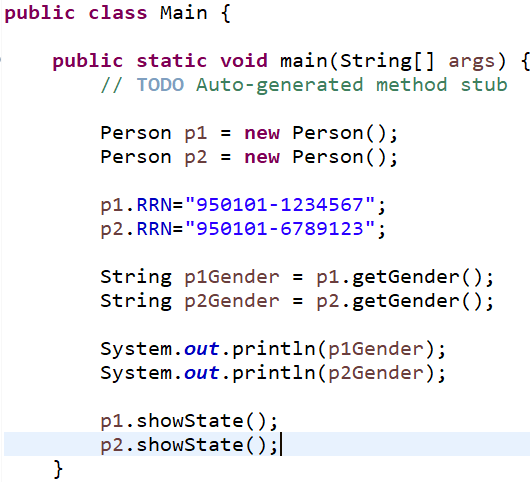 public class Main {
public static void main(String[] args) {
// TODO Auto-generated method stub
Person p1 = new Person();
Person p2 = new Person();
p1.RRN="950101-1234567";
p2.RRN="950101-6789123";
String p1Gender = p1.getGender();
String p2Gender = p2.getGender();
System.out.println(p1Gender);
System.out.println(p2Gender);
p1.showState();
p2.showState();
}